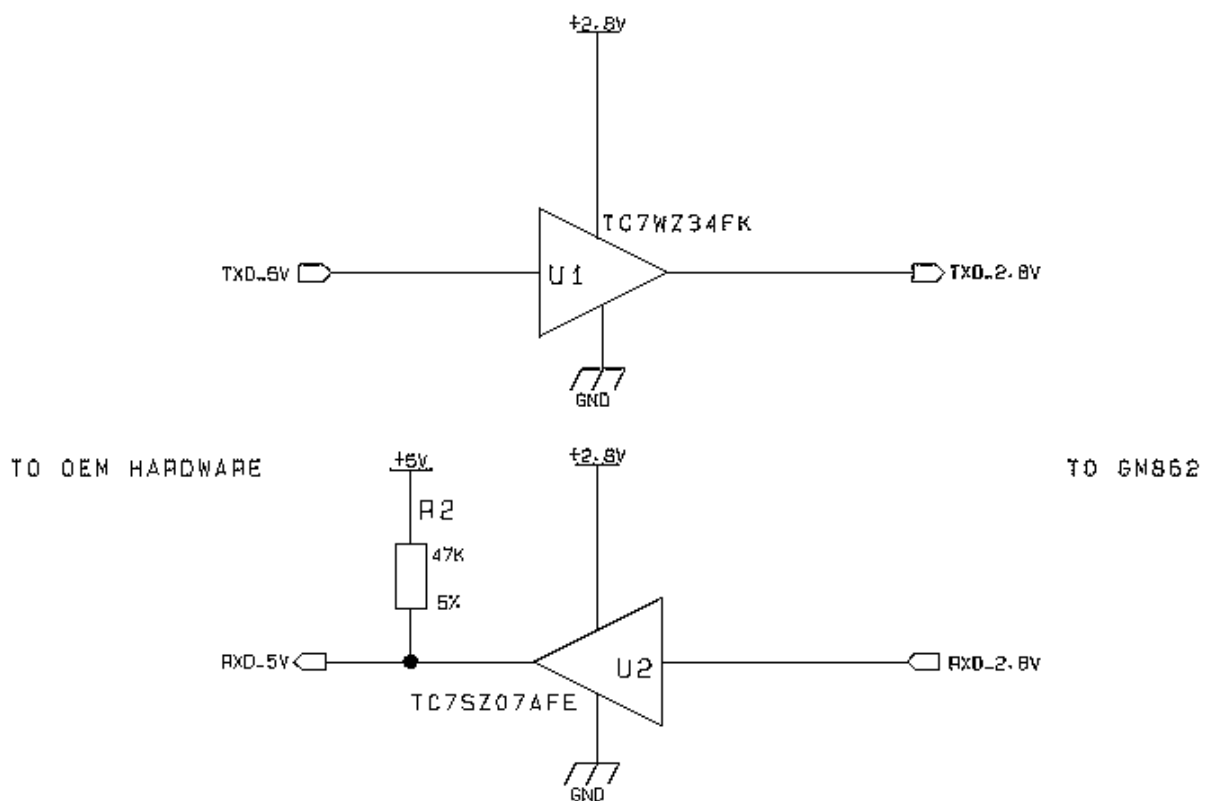 +2.8V
TC7WZ34FK
TXD_5V
U1
TXD_2.8V
GND
TO OEM HARDWARE
+5V
+2.8V
TO GM862
R2
47K
5%
RXD_5V
U2
RXD_2.8V
TC7SZ07AFE
GND